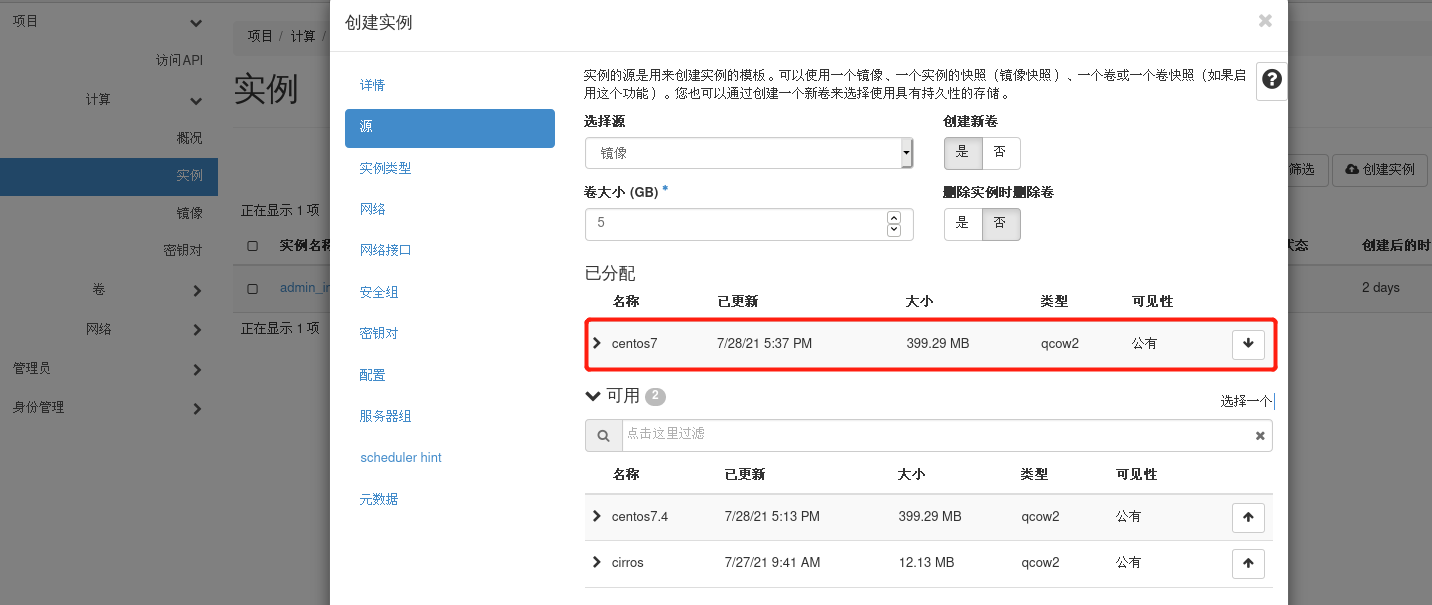 项目
访问API
计算
概况
实例
镜像
密钥对
卷
网络
管理员
身份管理
项目 / 计算 /
实例
正在显示 1 项
实例名称
admin_in
正在显示 1 项
筛选
创建实例
状态
创建后的时
2 days
创建实例
详情
源
实例类型
网络
网络接口
安全组
密钥对
配置
服务器组
scheduler hint
元数据
实例的源是用来创建实例的模板。可以使用一个镜像、一个实例的快照（镜像快照）、一个卷或一个卷快照（如果启
用这个功能）。您也可以通过创建一个新卷来选择使用具有持久性的存储。
选择源 创建新卷
镜像 是 否
卷大小 (GB) * 删除实例时删除卷
5 是 否
已分配
名称 已更新 大小 类型 可见性
centos7 7/28/21 5:37 PM 399.29 MB qcow2 公有
可用 2 选择一个
点击这里过滤
名称 已更新 大小 类型 可见性
centos7.4 7/28/21 5:13 PM 399.29 MB qcow2 公有
cirros 7/27/21 9:41 AM 12.13 MB qcow2 公有